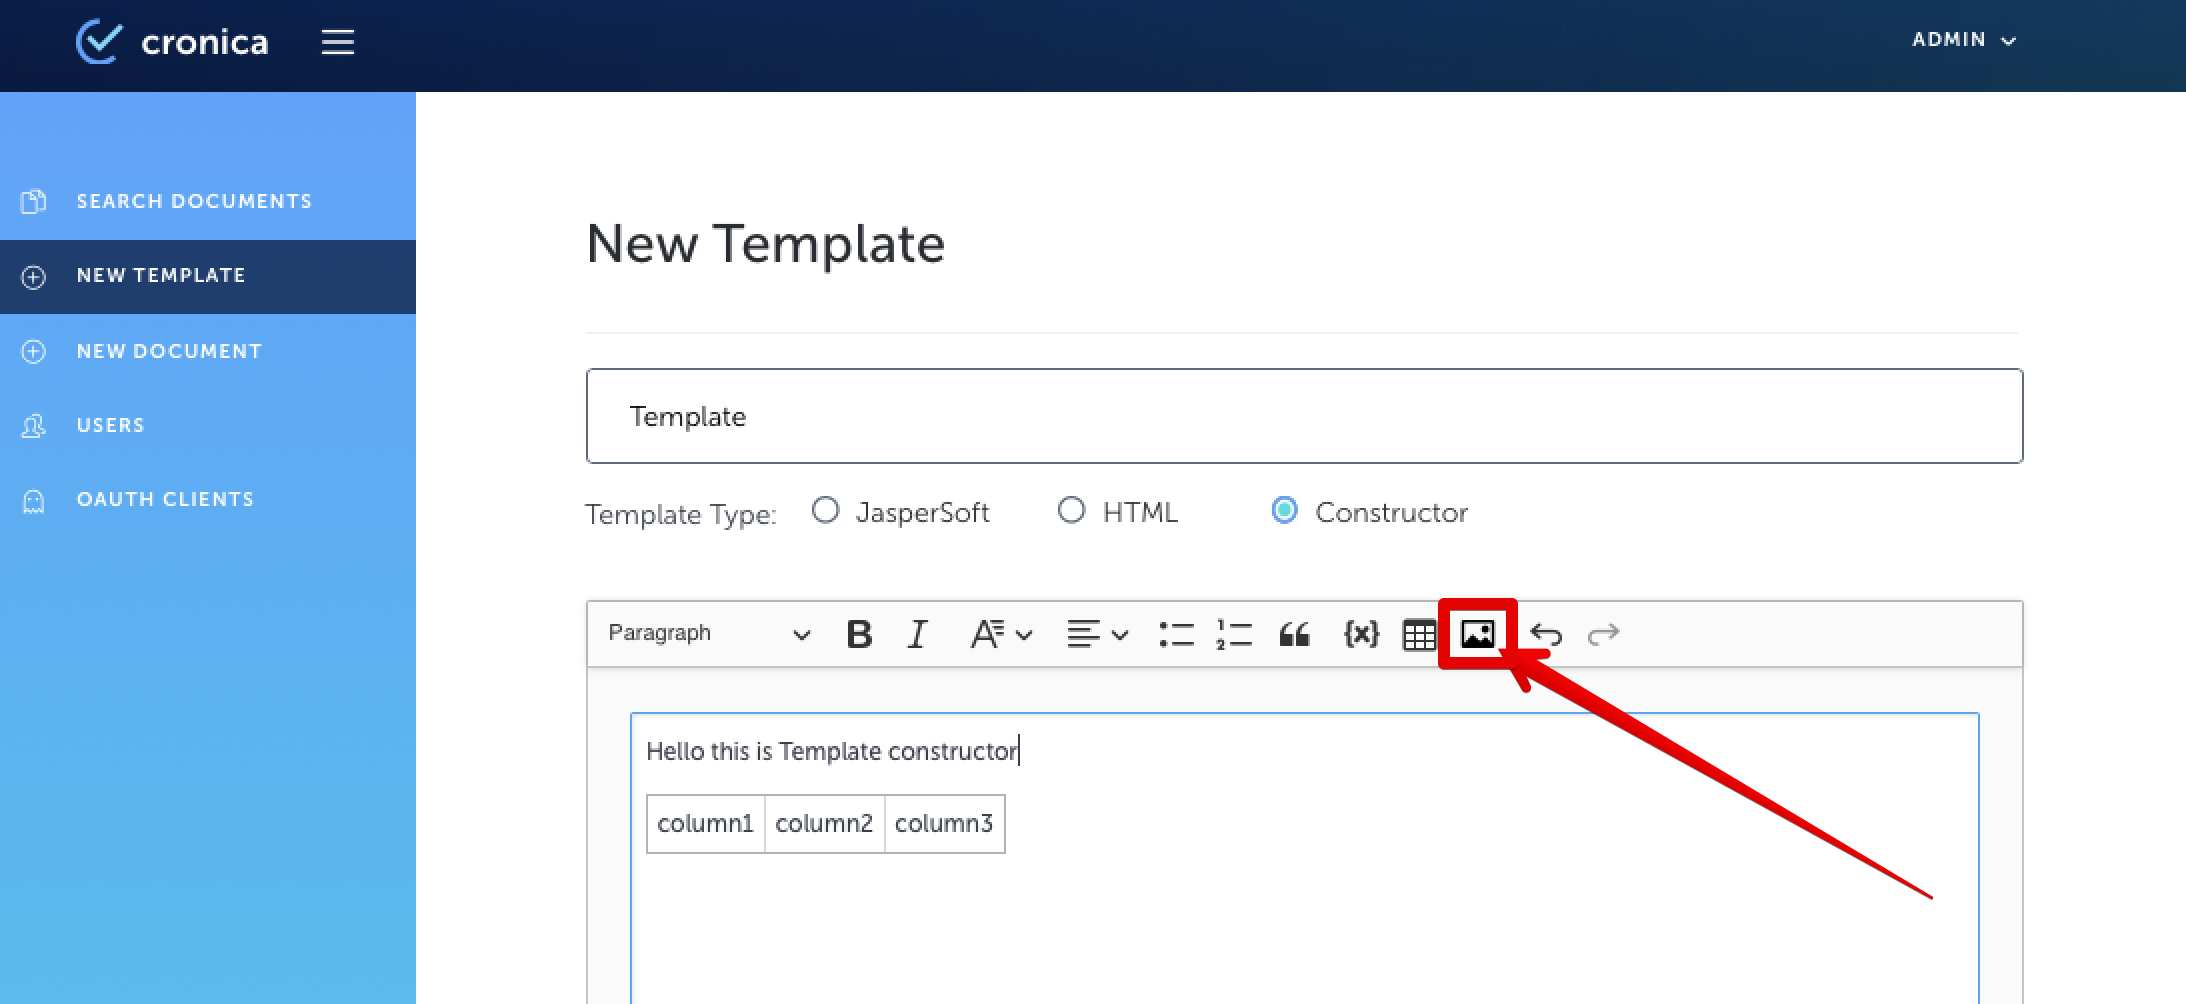 cronica
ADMIN
SEARCH DOCUMENTS
NEW TEMPLATE
NEW DOCUMENT
USERS
OAUTH CLIENTS
New Template
Template
Template Type: JasperSoft HTML Constructor
Paragraph B I A {x}
Hello this is Template constructor
column1 column2 column3